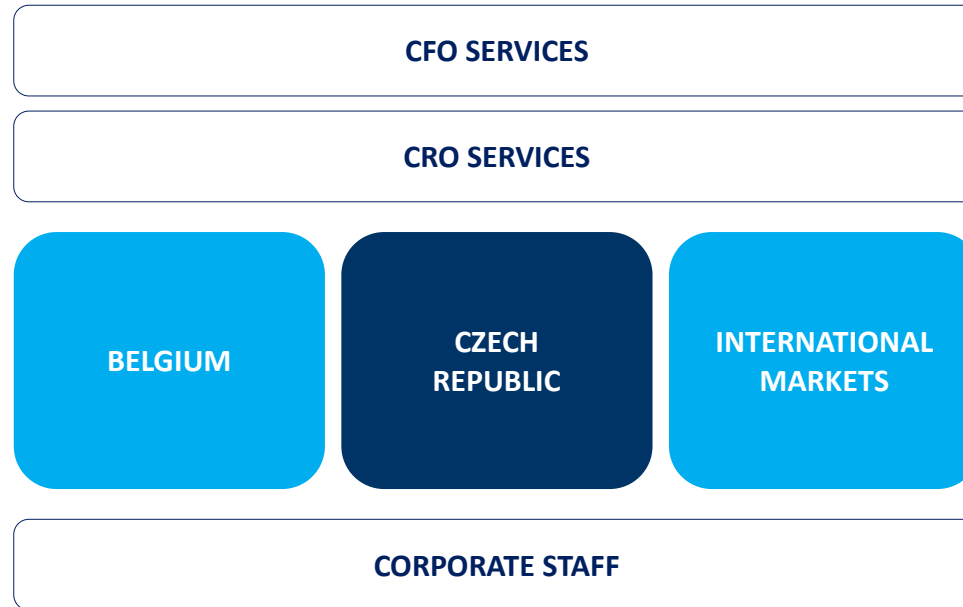 CFO SERVICES
CRO SERVICES
BELGIUM
CZECH
REPUBLIC
INTERNATIONAL
MARKETS
CORPORATE STAFF